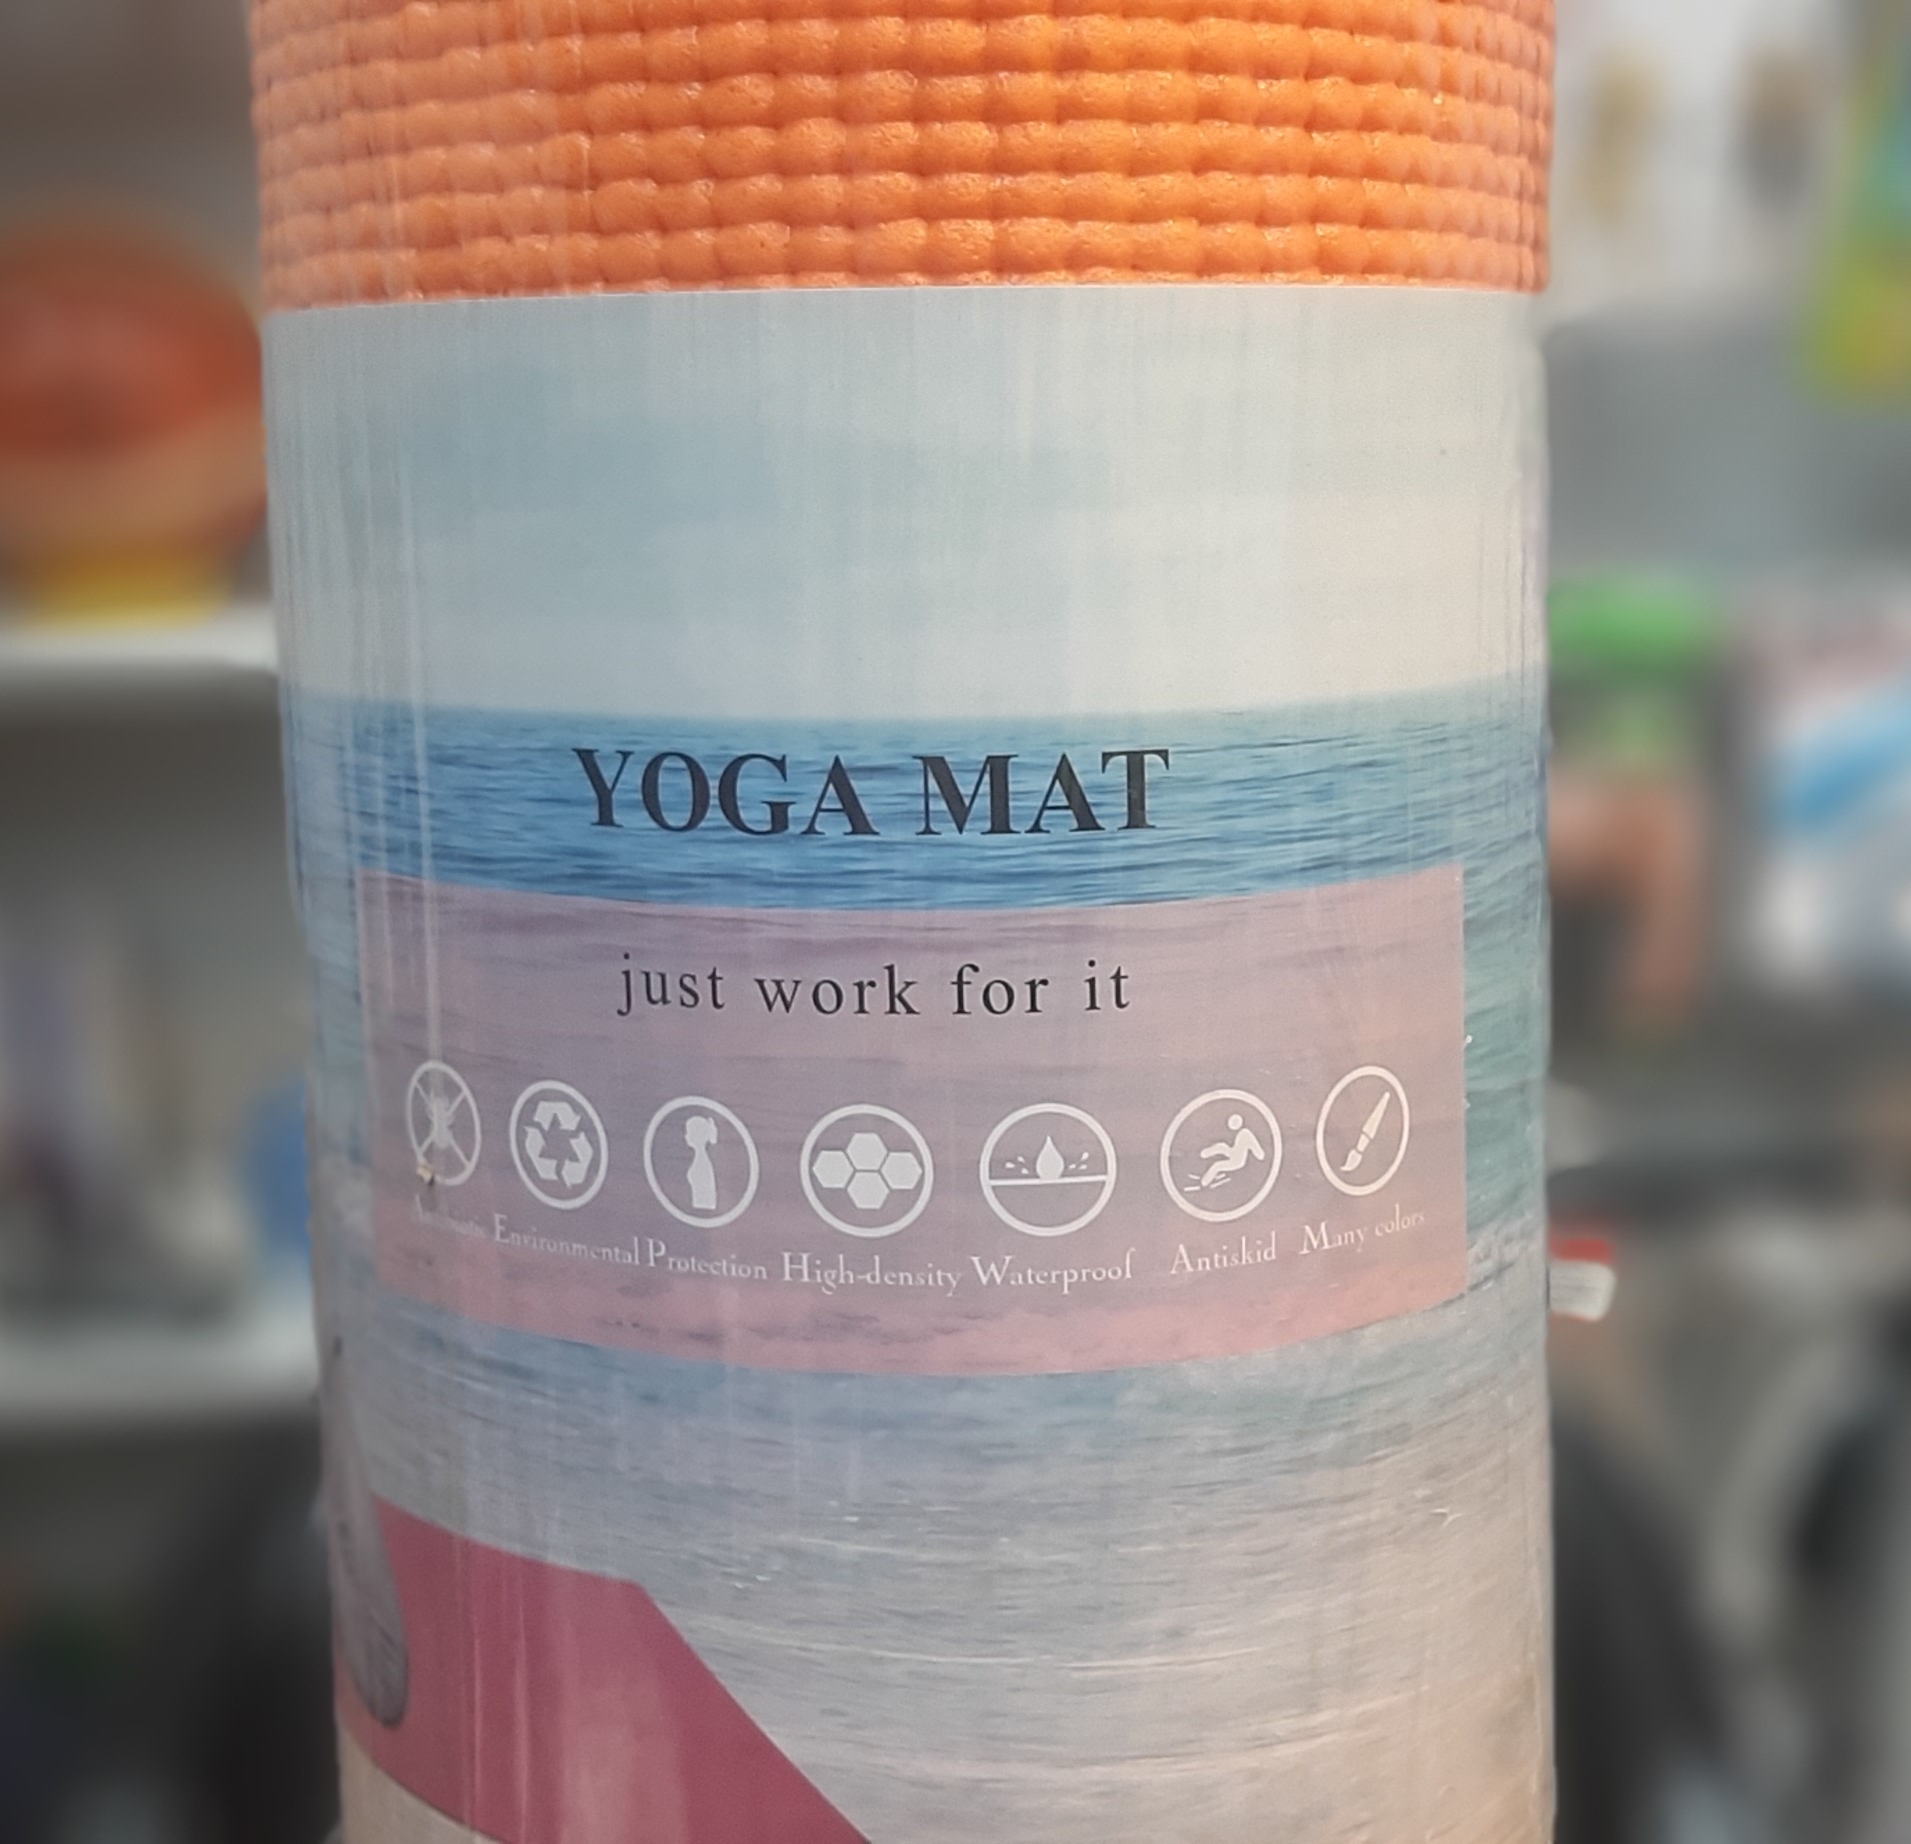 YOGA MAT
just work for it
Environmental Protection High-density Waterproof Antiskid Many colors